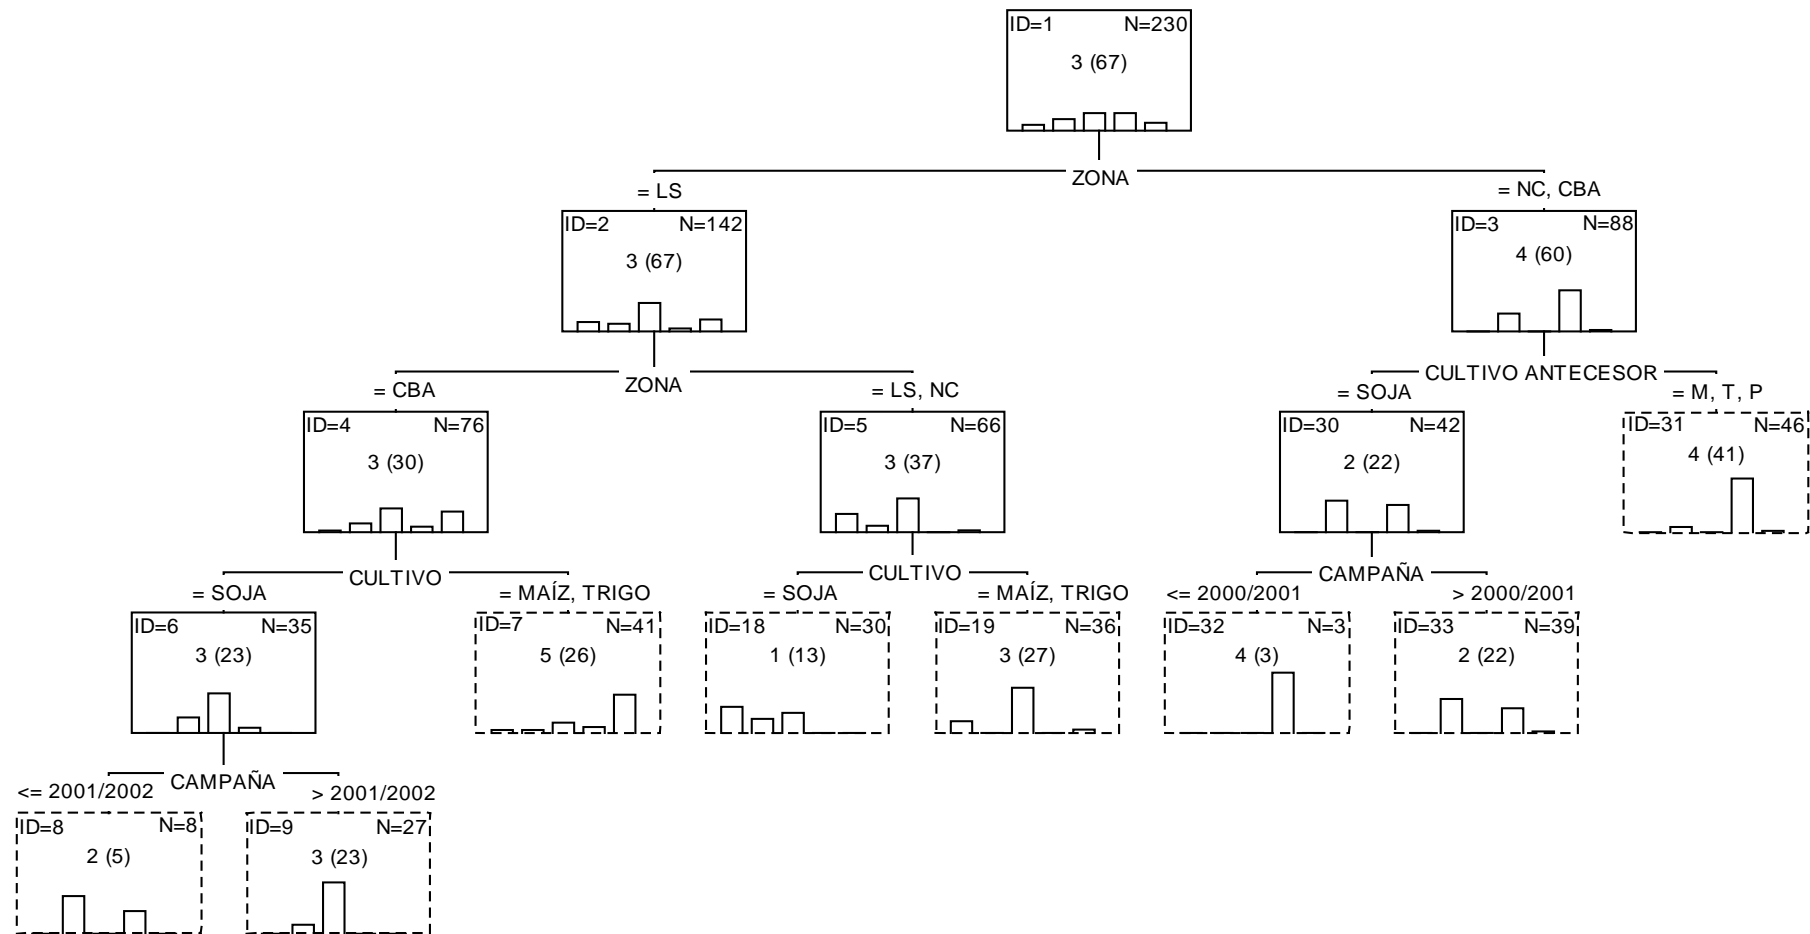 ID=1 N=230
3 (67)
ZONA
= LS
= NC, CBA
ID=2 N=142
3 (67)
ID=3 N=88
4 (60)
ZONA
CULTIVO ANTECESOR
= CBA
= LS, NC
= SOJA
= M, T, P
ID=4 N=76
3 (30)
ID=5 N=66
3 (37)
ID=30 N=42
2 (22)
ID=31 N=46
4 (41)
CULTIVO
CULTIVO
CAMPAÑA
= SOJA
= MAÍZ, TRIGO
= SOJA
= MAÍZ, TRIGO
<= 2000/2001
> 2000/2001
ID=6 N=35
3 (23)
ID=7 N=41
5 (26)
ID=18 N=30
1 (13)
ID=19 N=36
3 (27)
ID=32 N=3
4 (3)
ID=33 N=39
2 (22)
CAMPAÑA
<= 2001/2002
> 2001/2002
ID=8 N=8
2 (5)
ID=9 N=27
3 (23)